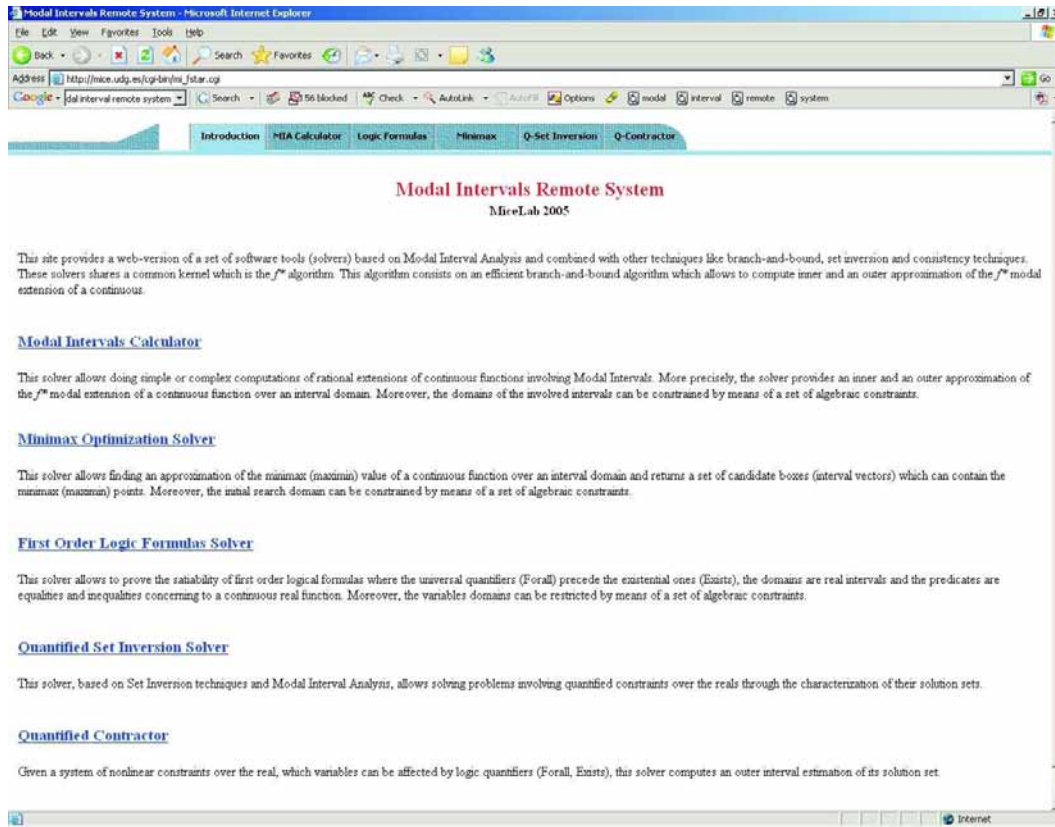 Modal Intervals Remote System - Microsoft Internet Explorer
File Edit View Favorites Tools Help
Back Search Favorites
Address http://mice.udg.es/cgi-bin/mi_fstar.cgi Go
Google dal interval remote system Search 156 blocked Check AutoLink AutoFill Options modal interval remote system
Introduction MIA Calculator Logic Formulas Minimax Q-Set Inversion Q-Contractor
Modal Intervals Remote System
MiceLab 2005
This site provides a web-version of a set of software tools (solvers) based on Modal Interval Analysis and combined with other techniques like branch-and-bound, set inversion and consistency techniques.
These solvers shares a common kernel which is the f* algorithm. This algorithm consists on an efficient branch-and-bound algorithm which allows to compute inner and an outer approximation of the f* modal
extension of a continuous.
Modal Intervals Calculator
This solver allows doing simple or complex computations of rational extensions of continuous functions involving Modal Intervals. More precisely, the solver provides an inner and an outer approximation of
the f* modal extension of a continuous function over an interval domain. Moreover, the domains of the involved intervals can be constrained by means of a set of algebraic constraints.
Minimax Optimization Solver
This solver allows finding an approximation of the minimax (maximin) value of a continuous function over an interval domain and returns a set of candidate boxes (interval vectors) which can contain the
minimax (maximin) points. Moreover, the initial search domain can be constrained by means of a set of algebraic constraints.
First Order Logic Formulas Solver
This solver allows to prove the satiability of first order logical formulas where the universal quantifiers (Forall) precede the existential ones (Exists), the domains are real intervals and the predicates are
equalities and inequalities concerning to a continuous real function. Moreover, the variables domains can be restricted by means of a set of algebraic constraints.
Quantified Set Inversion Solver
This solver, based on Set Inversion techniques and Modal Interval Analysis, allows solving problems involving quantified constraints over the reals through the characterization of their solution sets.
Quantified Contractor
Given a system of nonlinear constraints over the real, which variables can be affected by logic quantifiers (Forall, Exists), this solver computes an outer interval estimation of its solution set.
Internet